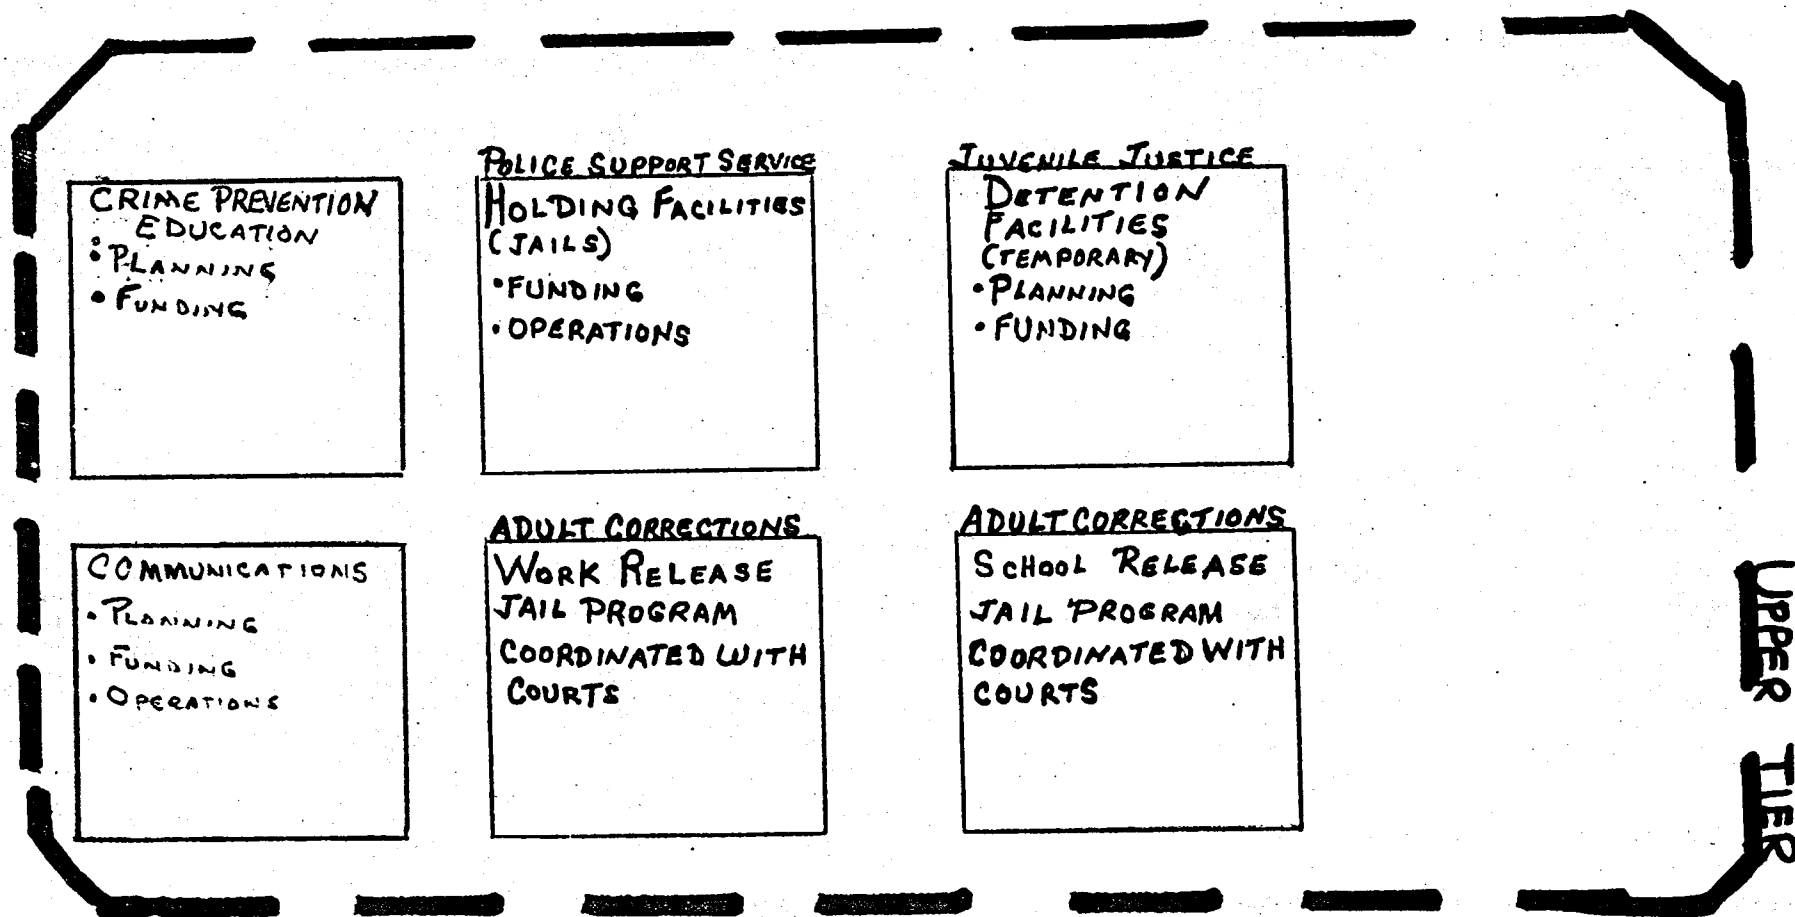 CRIME PREVENTION
EDUCATION
• PLANNING
• FUNDING
POLICE SUPPORT SERVICE
HOLDING FACILITIES
(JAILS)
• FUNDING
• OPERATIONS
JUVENILE JUSTICE
DETENTION
FACILITIES
(TEMPORARY)
• PLANNING
• FUNDING
COMMUNICATIONS
• PLANNING
• FUNDING
• OPERATIONS
ADULT CORRECTIONS
WORK RELEASE
JAIL PROGRAM
COORDINATED WITH
COURTS
ADULT CORRECTIONS
SCHOOL RELEASE
JAIL PROGRAM
COORDINATED WITH
COURTS
UPPER TIER